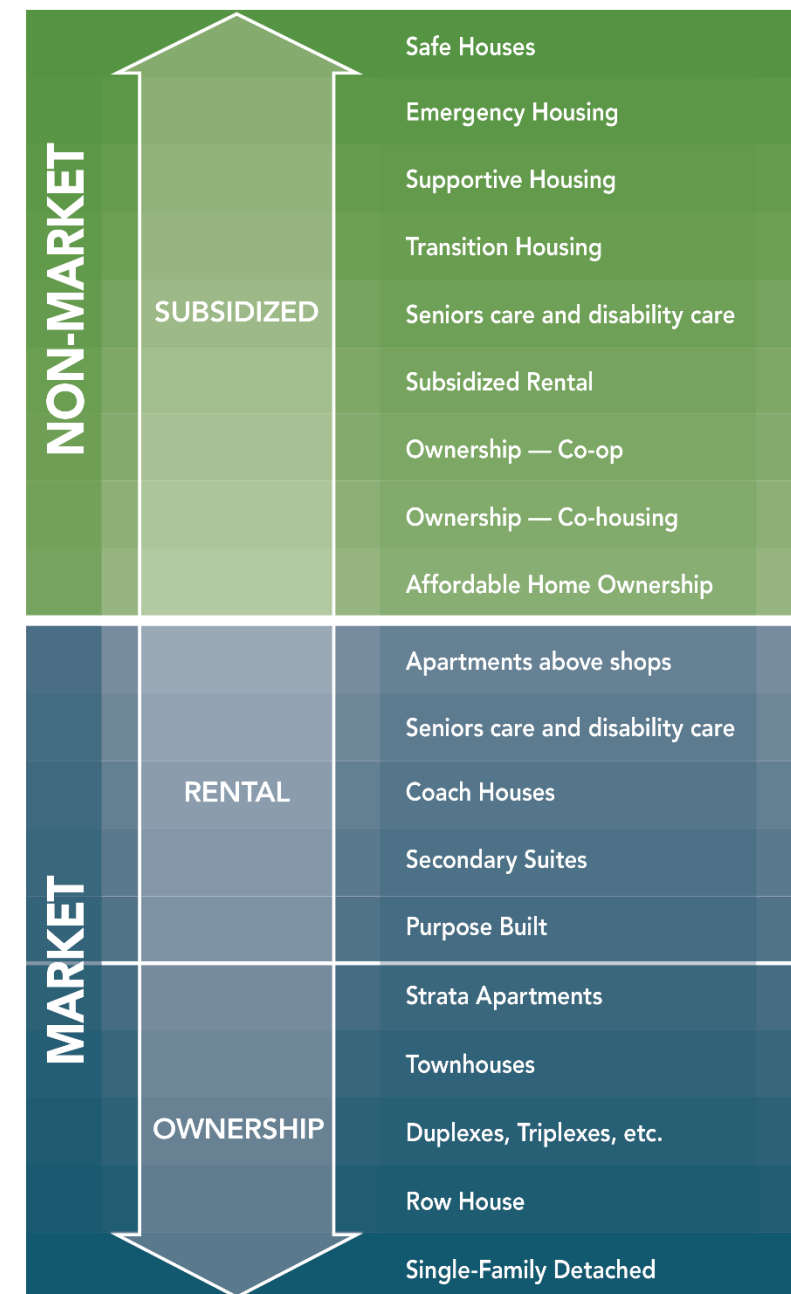 NON-MARKET
SUBSIDIZED
Safe Houses
Emergency Housing
Supportive Housing
Transition Housing
Seniors care and disability care
Subsidized Rental
Ownership — Co-op
Ownership — Co-housing
Affordable Home Ownership
MARKET
RENTAL
Apartments above shops
Seniors care and disability care
Coach Houses
Secondary Suites
Purpose Built
OWNERSHIP
Strata Apartments
Townhouses
Duplexes, Triplexes, etc.
Row House
Single-Family Detached